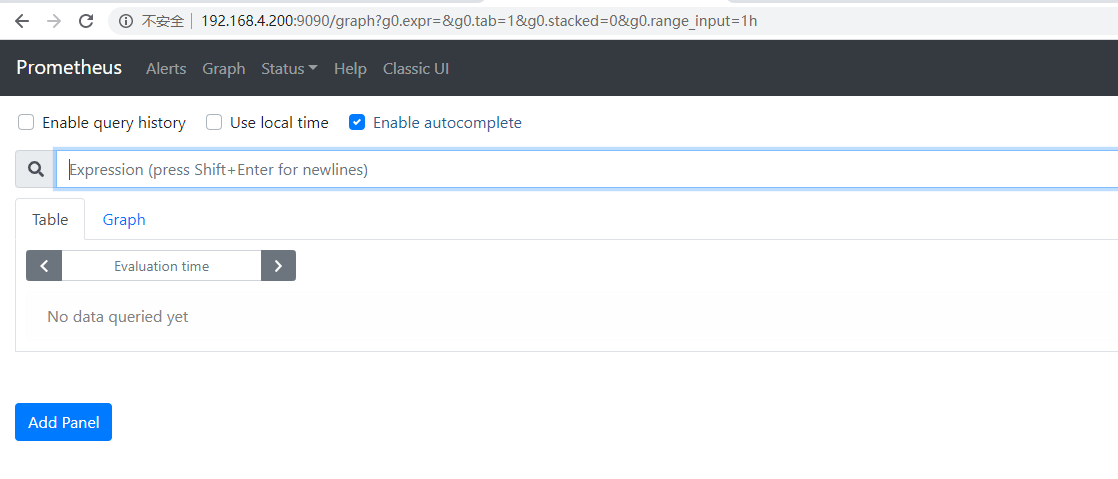 不安全 192.168.4.200:9090/graph?g0.expr=&g0.tab=1&g0.stacked=0&g0.range_input=1h
Prometheus Alerts Graph Status Help Classic UI
Enable query history Use local time Enable autocomplete
Expression (press Shift+Enter for newlines)
Table Graph
Evaluation time
No data queried yet
Add Panel